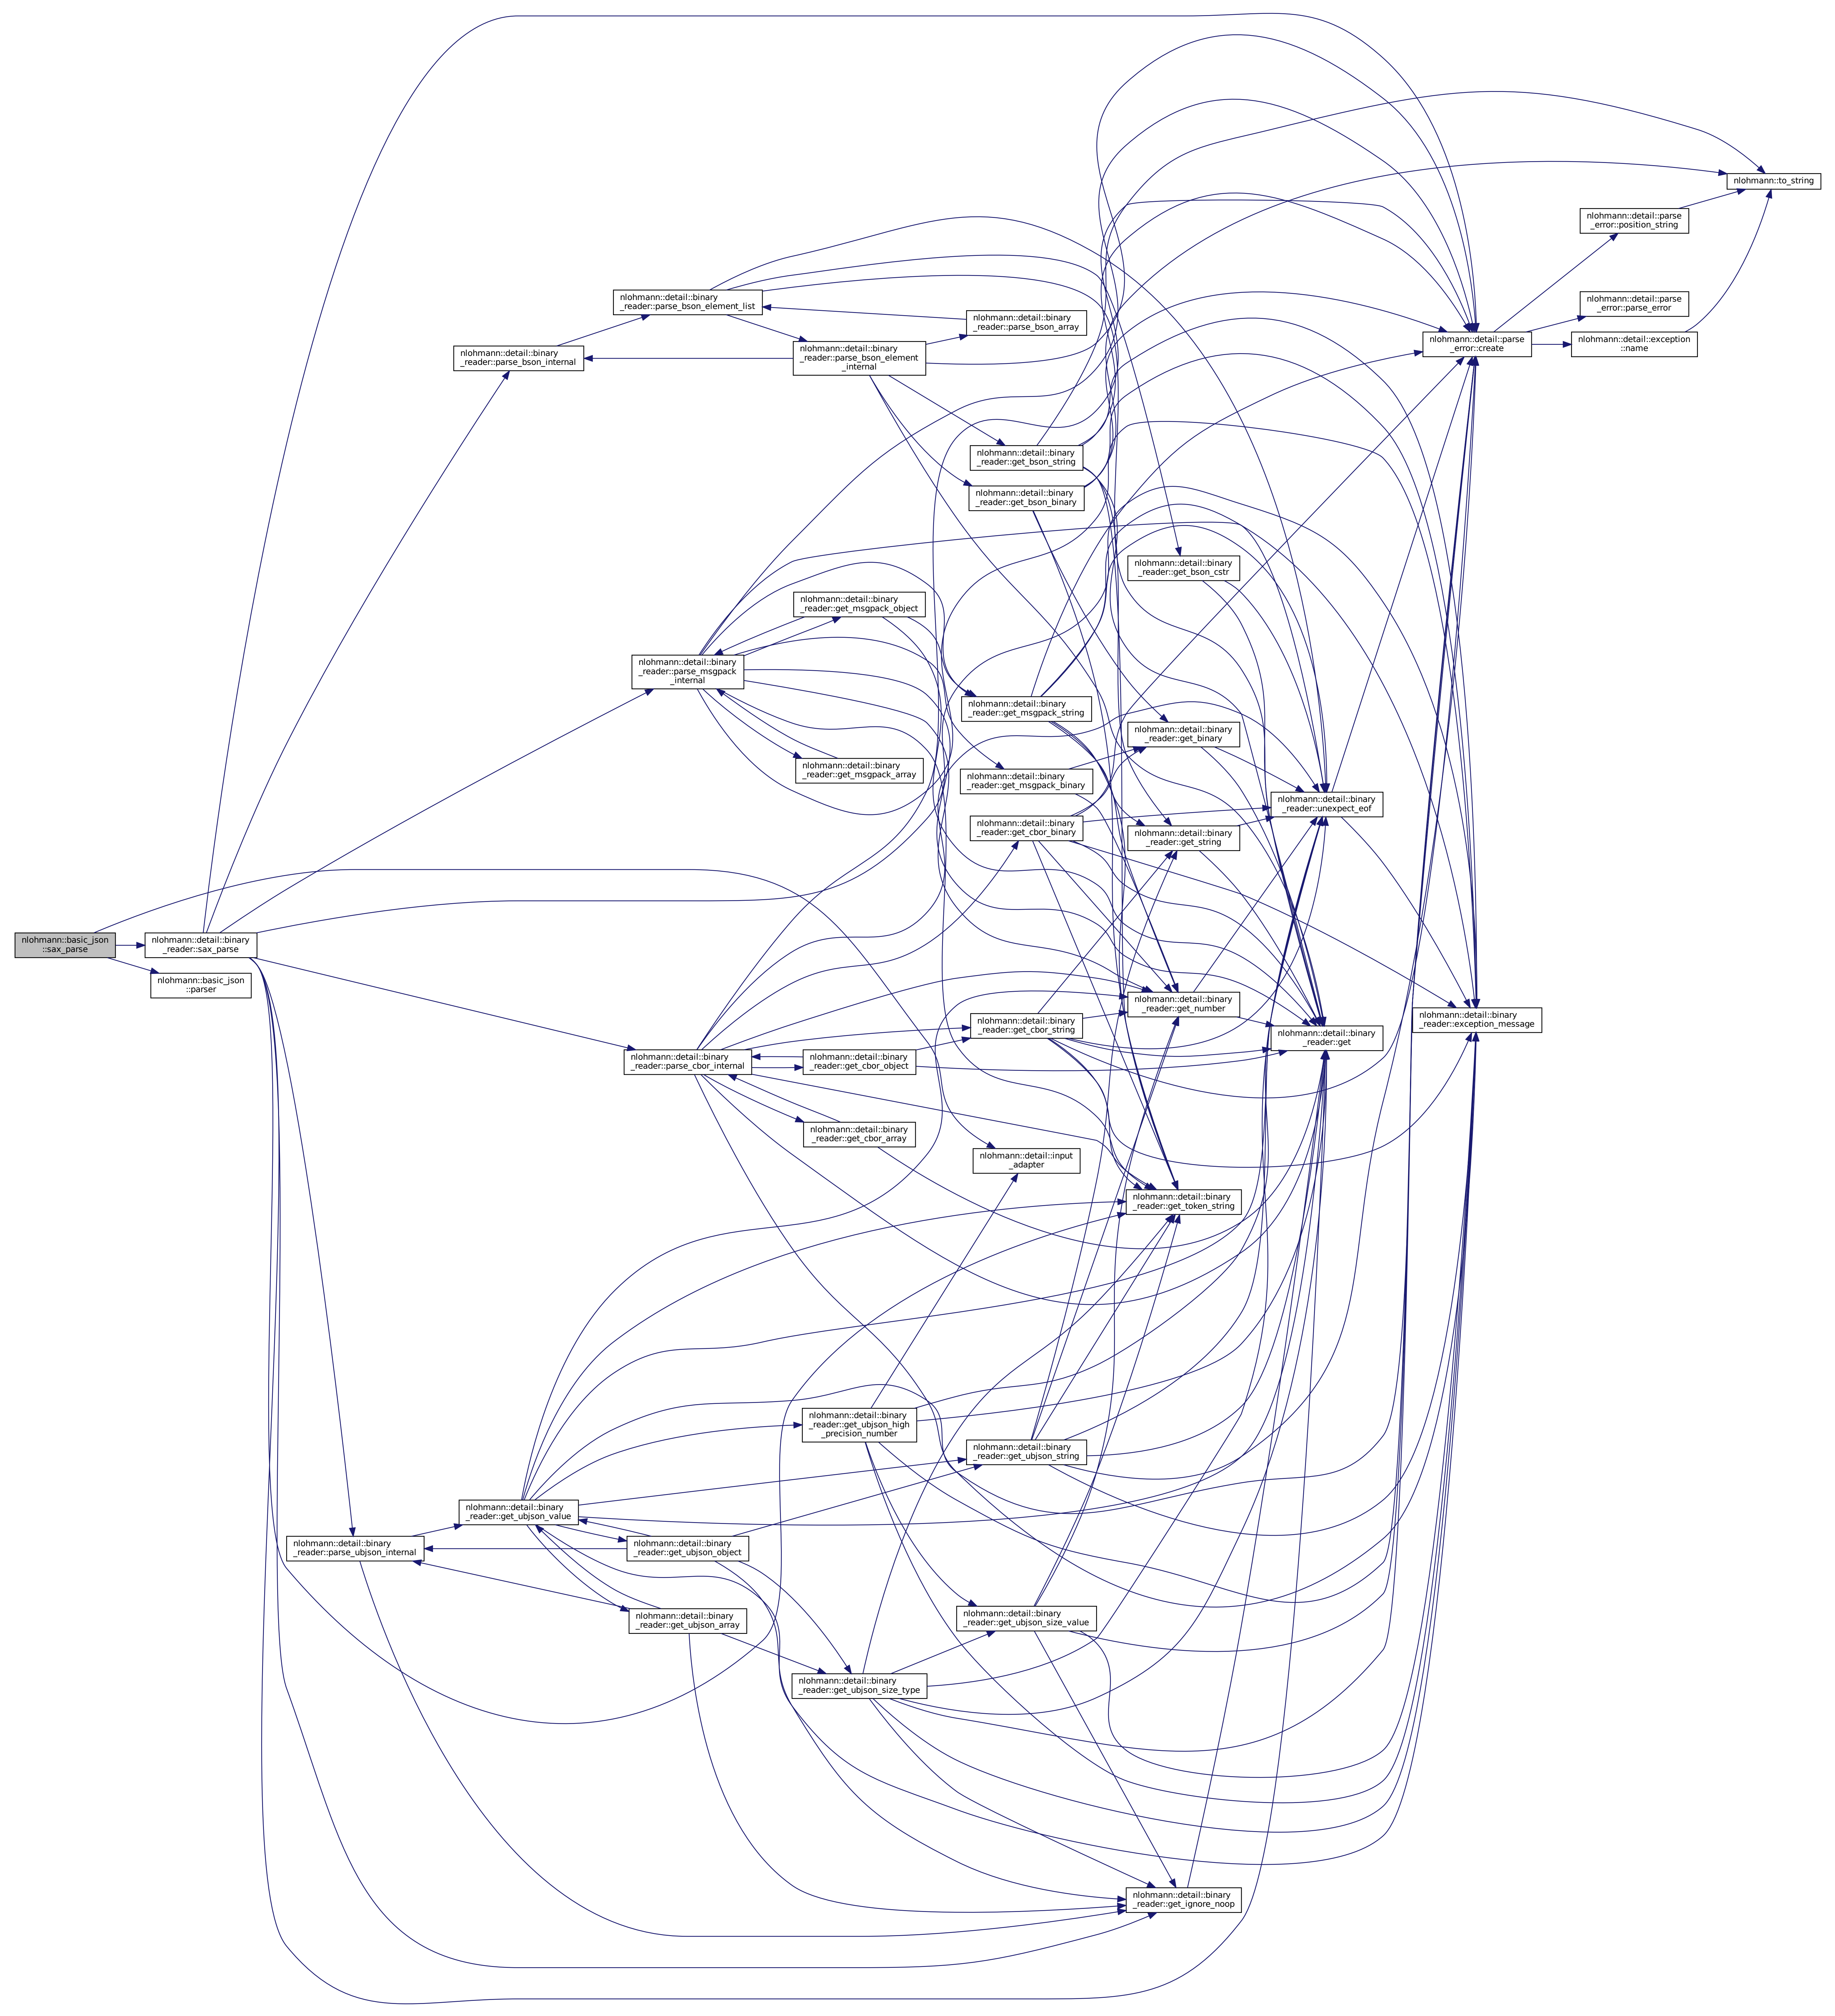 nlohmann::to_string
nlohmann::detail::parse
_error::position_string
nlohmann::detail::parse
_error::parse_error
nlohmann::detail::binary
_reader::parse_bson_element_list
nlohmann::detail::binary
_reader::parse_bson_array
nlohmann::detail::parse
_error::create
nlohmann::detail::exception
::name
nlohmann::detail::binary
_reader::parse_bson_internal
nlohmann::detail::binary
_reader::parse_bson_element
_internal
nlohmann::detail::binary
_reader::get_bson_string
nlohmann::detail::binary
_reader::get_bson_binary
nlohmann::detail::binary
_reader::get_bson_cstr
nlohmann::detail::binary
_reader::get_msgpack_object
nlohmann::detail::binary
_reader::parse_msgpack
_internal
nlohmann::detail::binary
_reader::get_msgpack_string
nlohmann::detail::binary
_reader::get_binary
nlohmann::detail::binary
_reader::get_msgpack_array
nlohmann::detail::binary
_reader::get_msgpack_binary
nlohmann::detail::binary
_reader::unexpect_eof
nlohmann::detail::binary
_reader::get_cbor_binary
nlohmann::detail::binary
_reader::get_string
nlohmann::basic_json
::sax_parse
nlohmann::detail::binary
_reader::sax_parse
nlohmann::basic_json
::parser
nlohmann::detail::binary
_reader::get_number
nlohmann::detail::binary
_reader::exception_message
nlohmann::detail::binary
_reader::get_cbor_string
nlohmann::detail::binary
_reader::get
nlohmann::detail::binary
_reader::parse_cbor_internal
nlohmann::detail::binary
_reader::get_cbor_object
nlohmann::detail::binary
_reader::get_cbor_array
nlohmann::detail::input
_adapter
nlohmann::detail::binary
_reader::get_token_string
nlohmann::detail::binary
_reader::get_ubjson_high
_precision_number
nlohmann::detail::binary
_reader::get_ubjson_string
nlohmann::detail::binary
_reader::get_ubjson_value
nlohmann::detail::binary
_reader::parse_ubjson_internal
nlohmann::detail::binary
_reader::get_ubjson_object
nlohmann::detail::binary
_reader::get_ubjson_array
nlohmann::detail::binary
_reader::get_ubjson_size_value
nlohmann::detail::binary
_reader::get_ubjson_size_type
nlohmann::detail::binary
_reader::get_ignore_noop